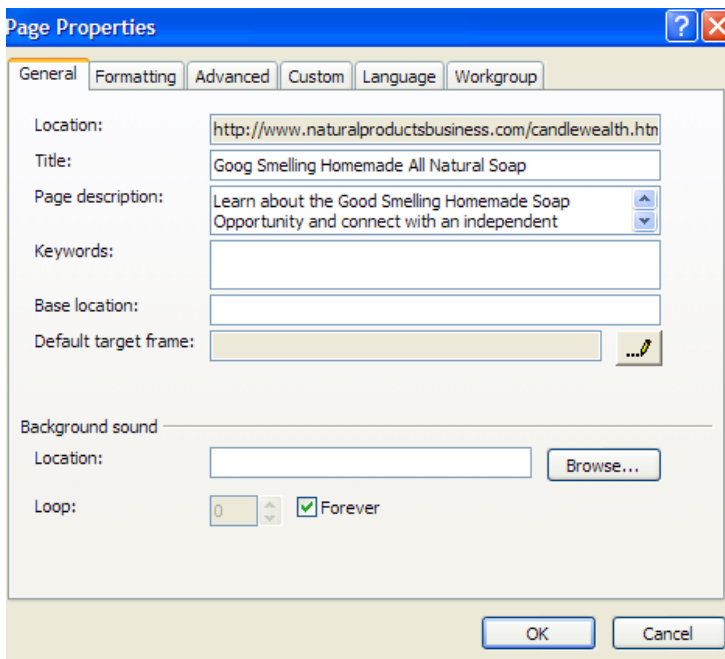 Page Properties
General Formatting Advanced Custom Language Workgroup
Location: http://www.naturalproductsbusiness.com/candlewealth.htm
Title: Goog Smelling Homemade All Natural Soap
Page description: Learn about the Good Smelling Homemade Soap
Opportunity and connect with an independent
Keywords:
Base location:
Default target frame: ...
Background sound
Location: Browse...
Loop: 0 Forever
OK Cancel